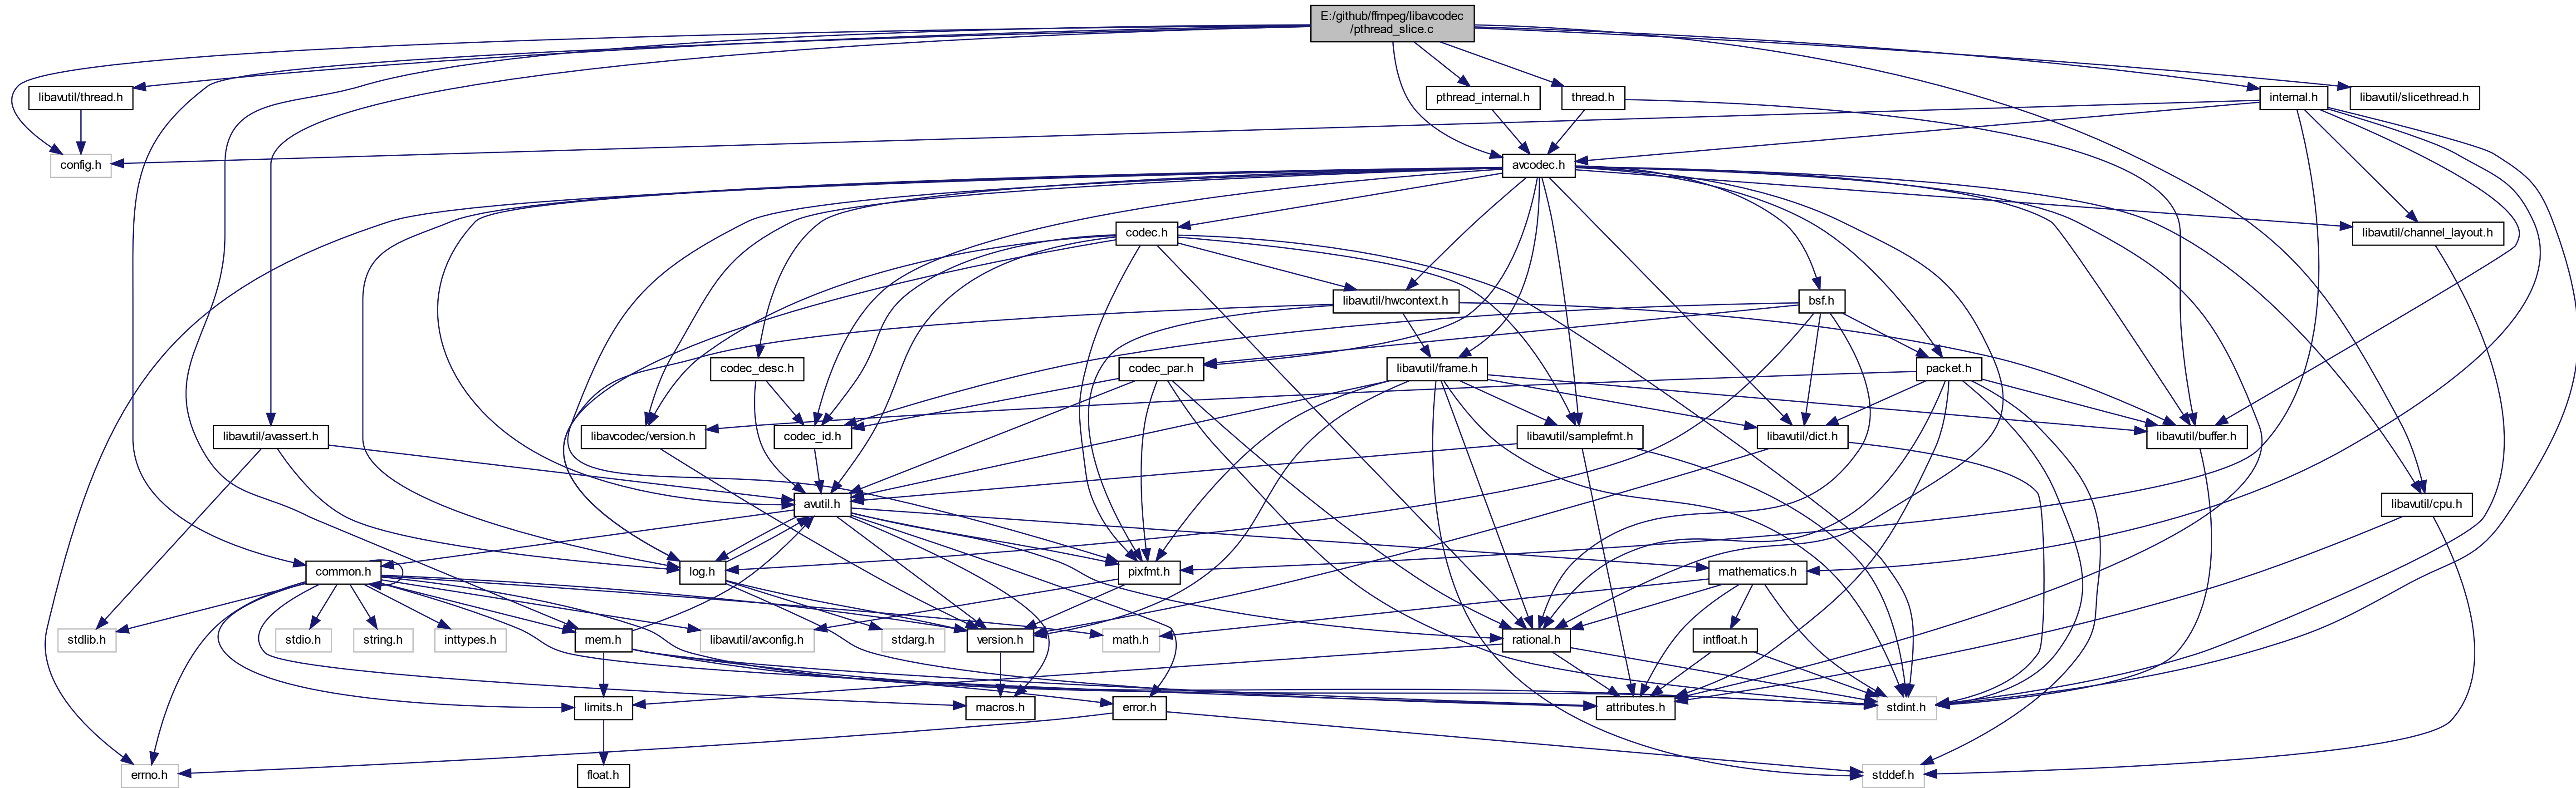 E:/github/ffmpeg/libavcodec
/pthread_slice.c
libavutil/thread.h
pthread_internal.h
thread.h
internal.h
libavutil/slicethread.h
config.h
avcodec.h
codec.h
libavutil/channel_layout.h
libavutil/hwcontext.h
bsf.h
codec_desc.h
codec_par.h
libavutil/frame.h
packet.h
libavutil/avassert.h
libavcodec/version.h
codec_id.h
libavutil/samplefmt.h
libavutil/dict.h
libavutil/buffer.h
avutil.h
libavutil/cpu.h
common.h
log.h
pixfmt.h
mathematics.h
stdlib.h
stdio.h
string.h
inttypes.h
mem.h
libavutil/avconfig.h
stdarg.h
version.h
math.h
rational.h
intfloat.h
limits.h
macros.h
error.h
attributes.h
stdint.h
errno.h
float.h
stddef.h